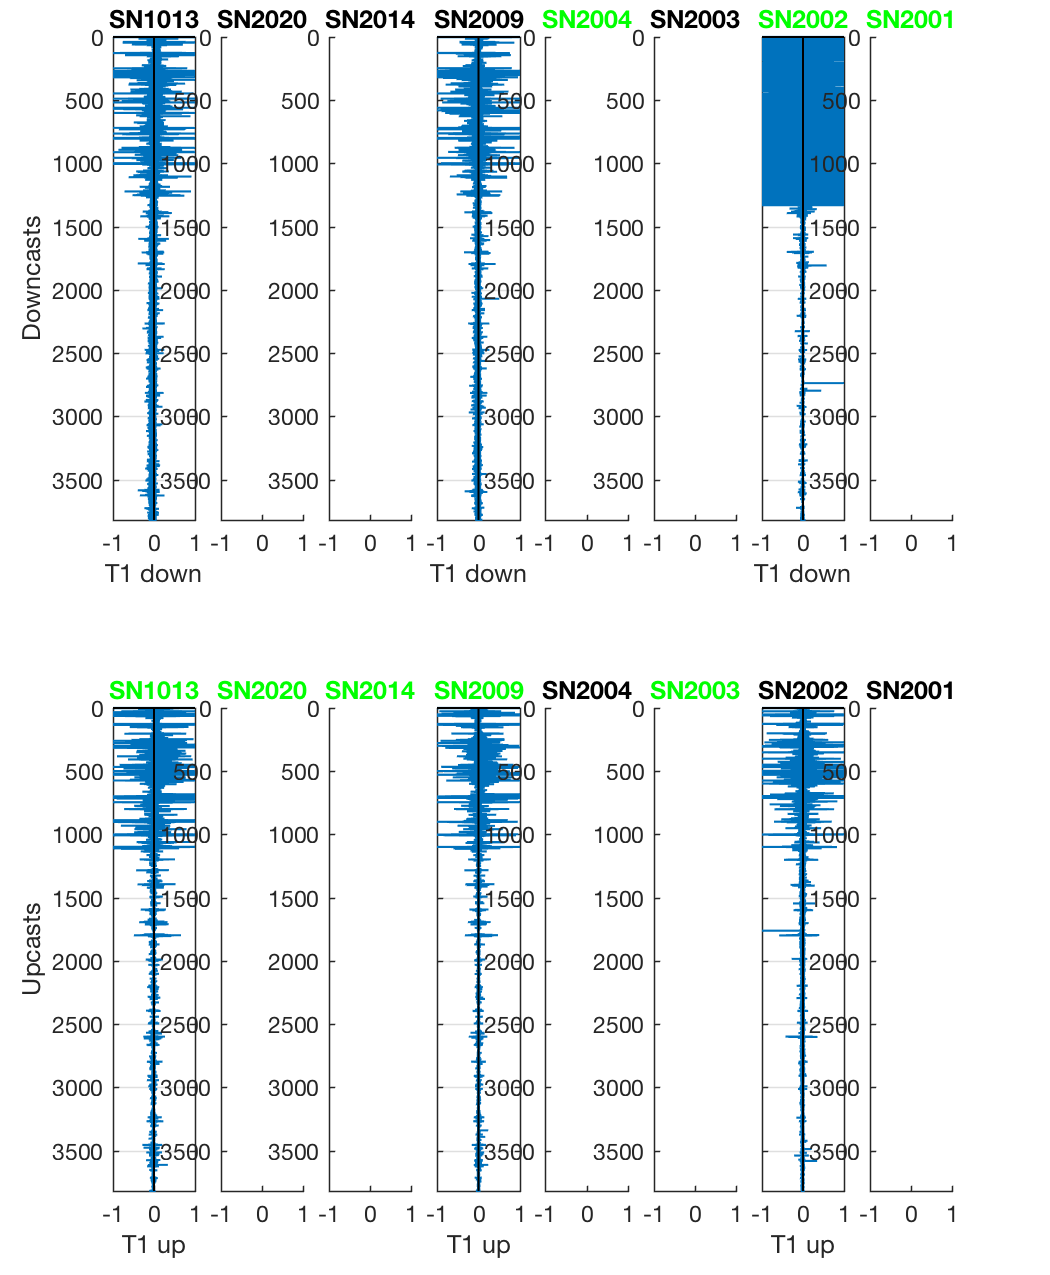 SN1013 SN2020 SN2014 SN2009 SN2004 SN2003 SN2002 SN2001
0 0 0 0 0 0 0 0
500 500 500 500 500 500 500 500
1000 1000 1000 1000 1000 1000 1000 1000
1500 1500 1500 1500 1500 1500 1500 1500
2000 2000 2000 2000 2000 2000 2000 2000
2500 2500 2500 2500 2500 2500 2500 2500
3000 3000 3000 3000 3000 3000 3000 3000
3500 3500 3500 3500 3500 3500 3500 3500
Downcasts
-1 0 1 -1 0 1 -1 0 1 -1 0 1 -1 0 1 -1 0 1 -1 0 1 -1 0 1
T1 down T1 down T1 down
SN1013 SN2020 SN2014 SN2009 SN2004 SN2003 SN2002 SN2001
0 0 0 0 0 0 0 0
500 500 500 500 500 500 500 500
1000 1000 1000 1000 1000 1000 1000 1000
1500 1500 1500 1500 1500 1500 1500 1500
2000 2000 2000 2000 2000 2000 2000 2000
2500 2500 2500 2500 2500 2500 2500 2500
3000 3000 3000 3000 3000 3000 3000 3000
3500 3500 3500 3500 3500 3500 3500 3500
Upcasts
-1 0 1 -1 0 1 -1 0 1 -1 0 1 -1 0 1 -1 0 1 -1 0 1 -1 0 1
T1 up T1 up T1 up